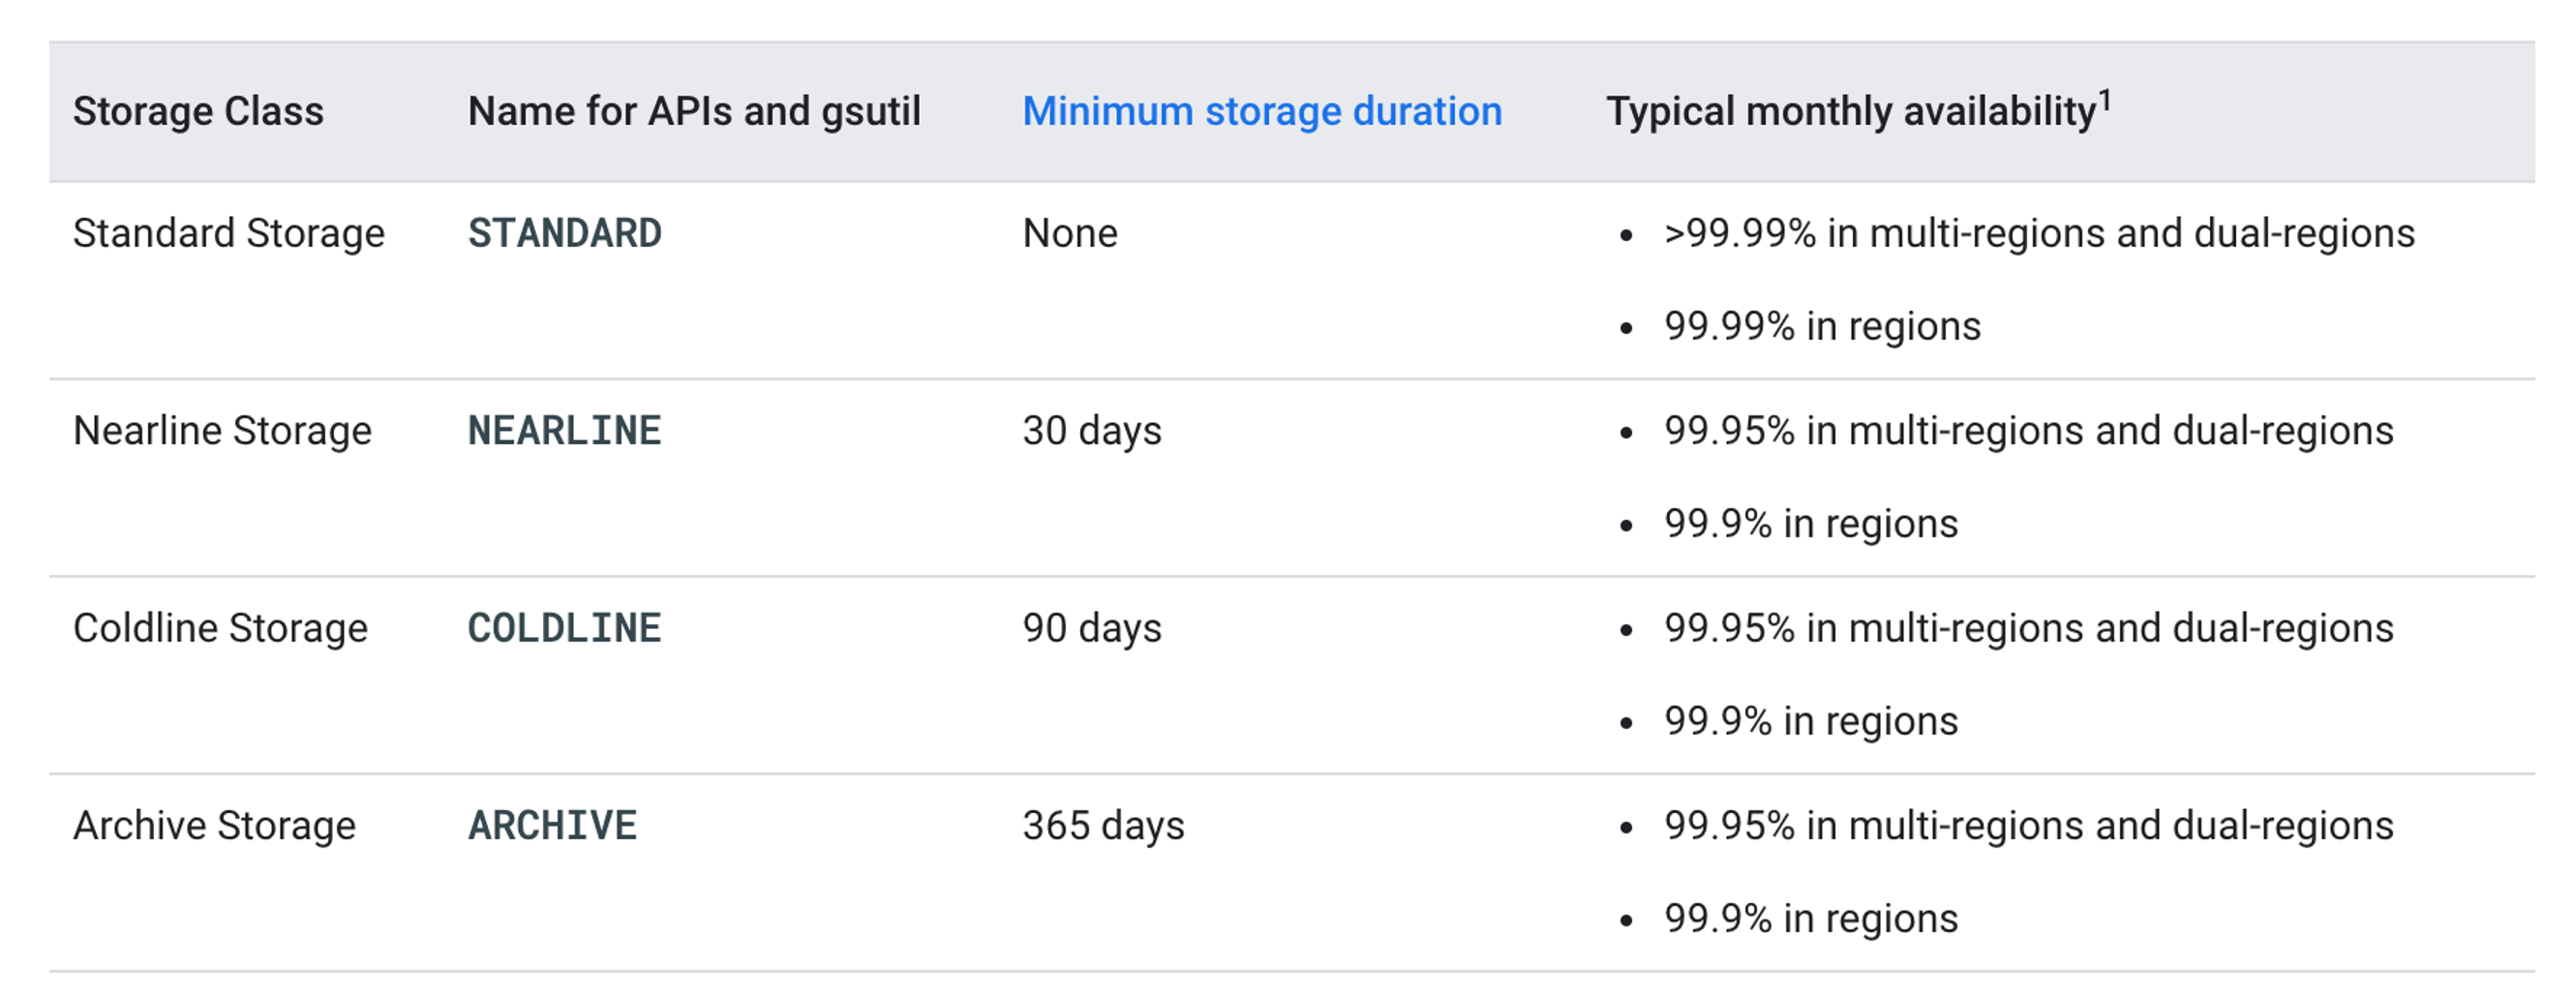 Storage Class Name for APIs and gsutil Minimum storage duration Typical monthly availability¹
Standard Storage STANDARD None • >99.99% in multi-regions and dual-regions
• 99.99% in regions
Nearline Storage NEARLINE 30 days • 99.95% in multi-regions and dual-regions
• 99.9% in regions
Coldline Storage COLDLINE 90 days • 99.95% in multi-regions and dual-regions
• 99.9% in regions
Archive Storage ARCHIVE 365 days • 99.95% in multi-regions and dual-regions
• 99.9% in regions